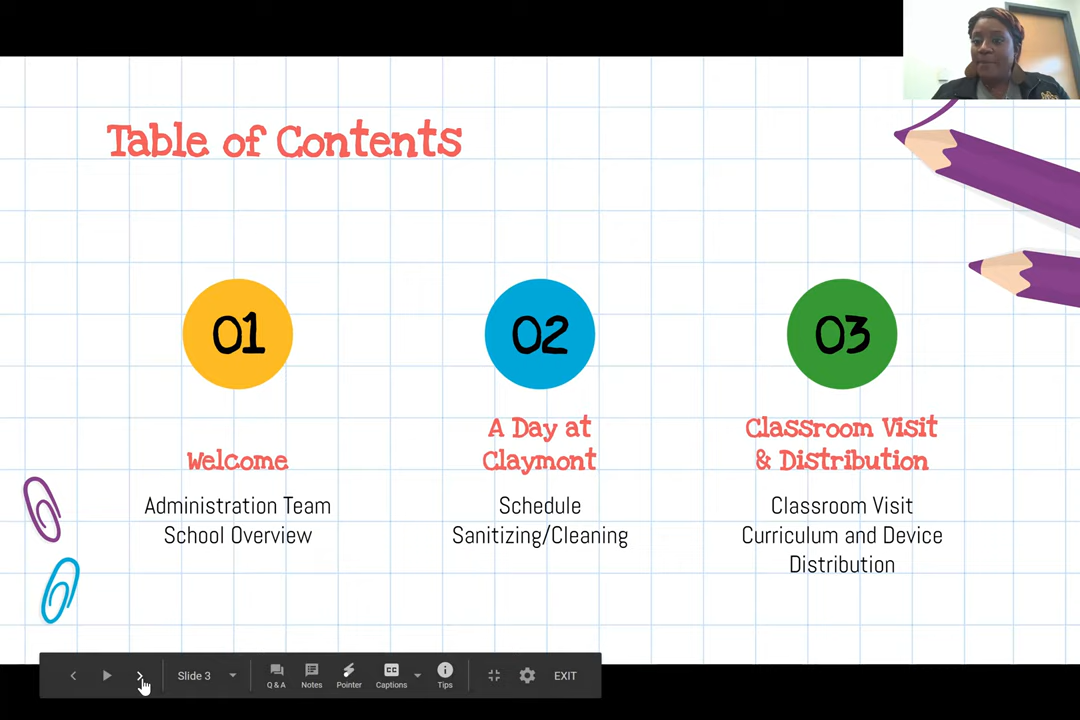 Table of Contents
01
02
03
Welcome
A Day at
Claymont
Classroom Visit
& Distribution
Administration Team
School Overview
Schedule
Sanitizing/Cleaning
Classroom Visit
Curriculum and Device
Distribution
Slide 3
Q & A
Notes
Pointer
CC
Captions
Tips
EXIT